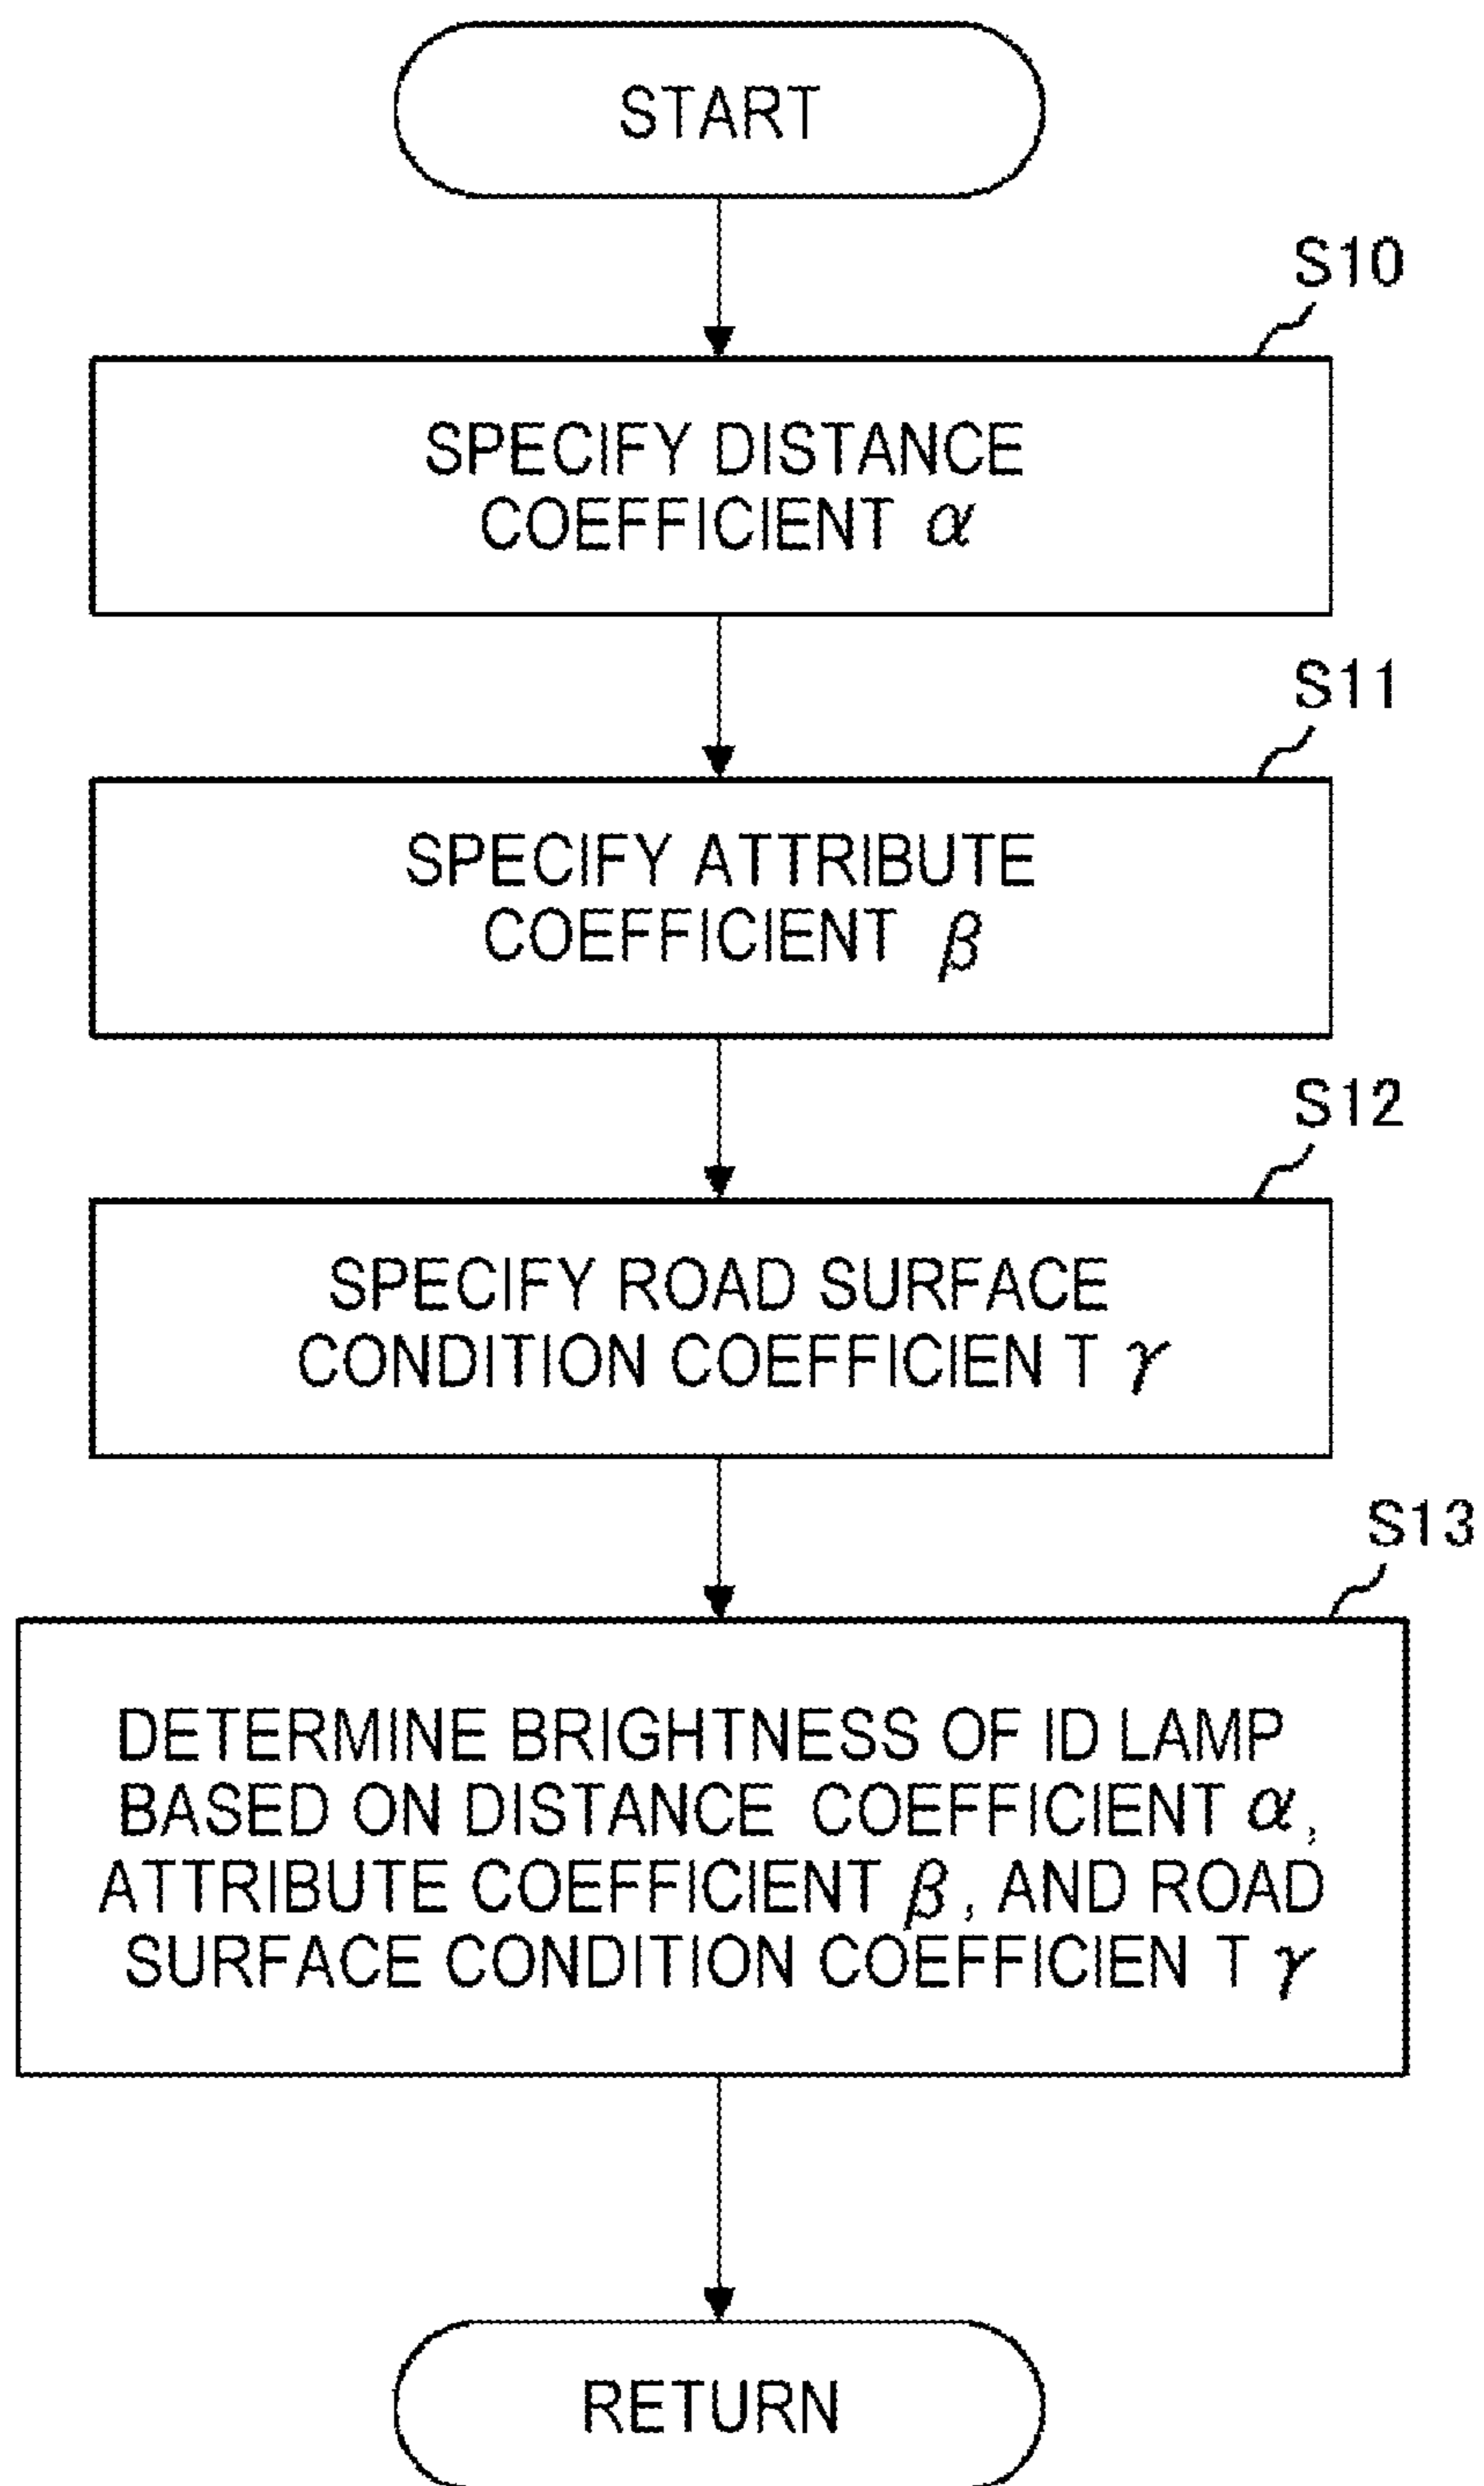 START
S10
SPECIFY DISTANCE
COEFFICIENT α
S11
SPECIFY ATTRIBUTE
COEFFICIENT β
S12
SPECIFY ROAD SURFACE
CONDITION COEFFICIEN T γ
S13
DETERMINE BRIGHTNESS OF ID LAMP
BASED ON DISTANCE COEFFICIENT α,
ATTRIBUTE COEFFICIENT β, AND ROAD
SURFACE CONDITION COEFFICIEN T γ
RETURN